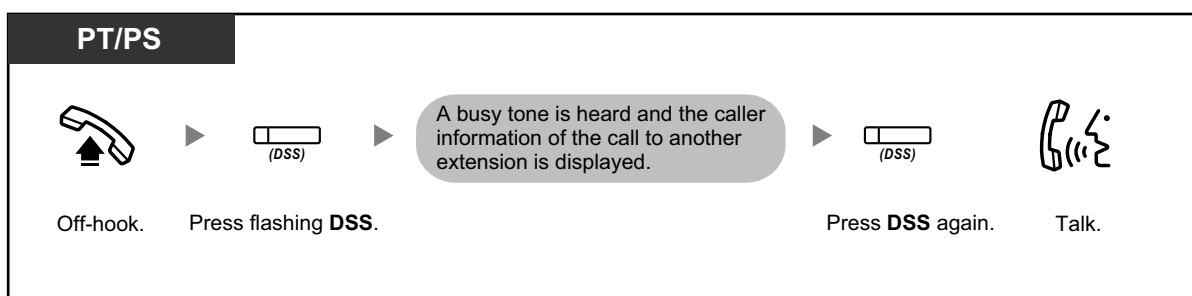 PT/PS
A busy tone is heard and the caller
information of the call to another
extension is displayed.
(DSS)
(DSS)
Off-hook.
Press flashing DSS.
Press DSS again.
Talk.